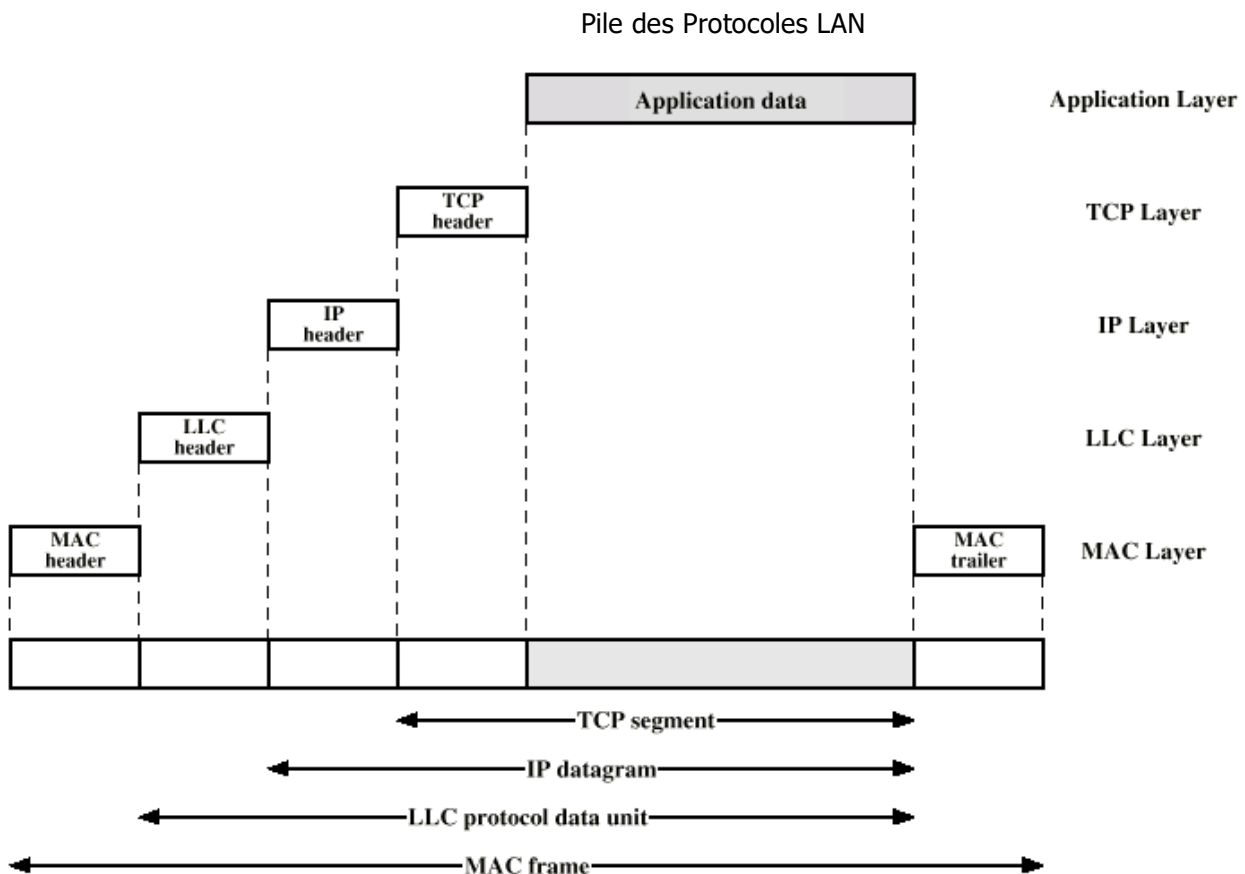 Pile des Protocoles LAN
Application data
Application Layer
TCP
header
TCP Layer
IP
header
IP Layer
LLC
header
LLC Layer
MAC
header
MAC
trailer
MAC Layer
TCP segment
IP datagram
LLC protocol data unit
MAC frame